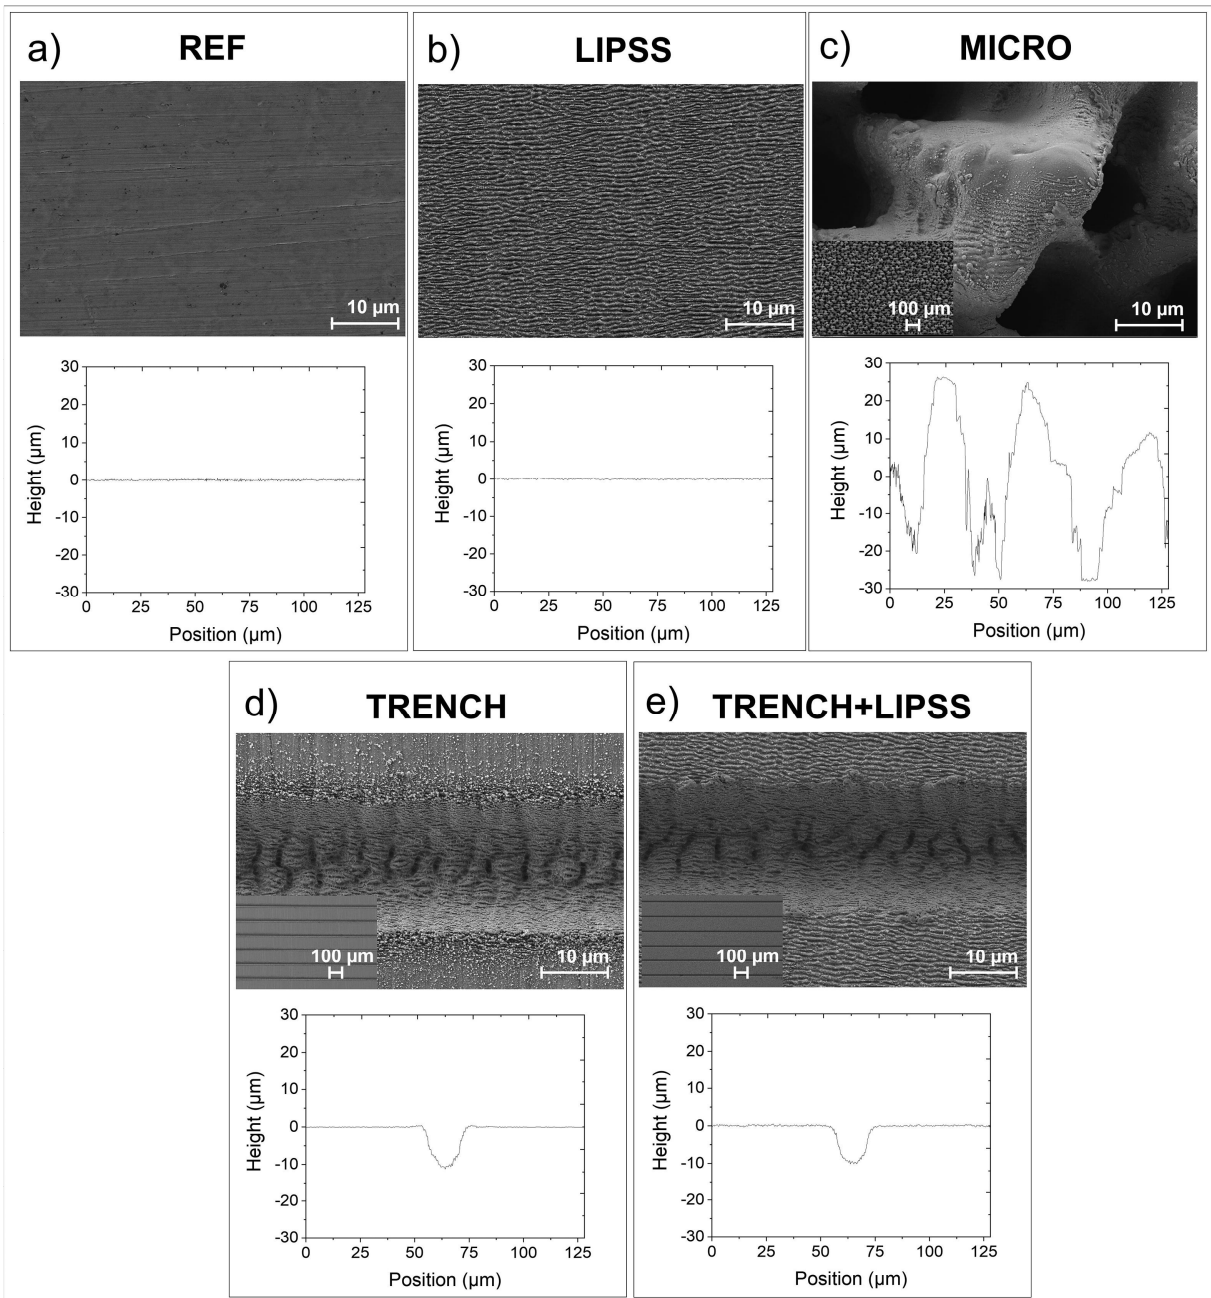 a) REF
10 µm
30
20
10
0
-10
-20
-30
Height (µm)
0 25 50 75 100 125
Position (µm)
b) LIPSS
10 µm
30
20
10
0
-10
-20
-30
Height (µm)
0 25 50 75 100 125
Position (µm)
c) MICRO
100 µm
10 µm
30
20
10
0
-10
-20
-30
Height (µm)
0 25 50 75 100 125
Position (µm)
d) TRENCH
100 µm
10 µm
30
20
10
0
-10
-20
-30
Height (µm)
0 25 50 75 100 125
Position (µm)
e) TRENCH+LIPSS
100 µm
10 µm
30
20
10
0
-10
-20
-30
Height (µm)
0 25 50 75 100 125
Position (µm)